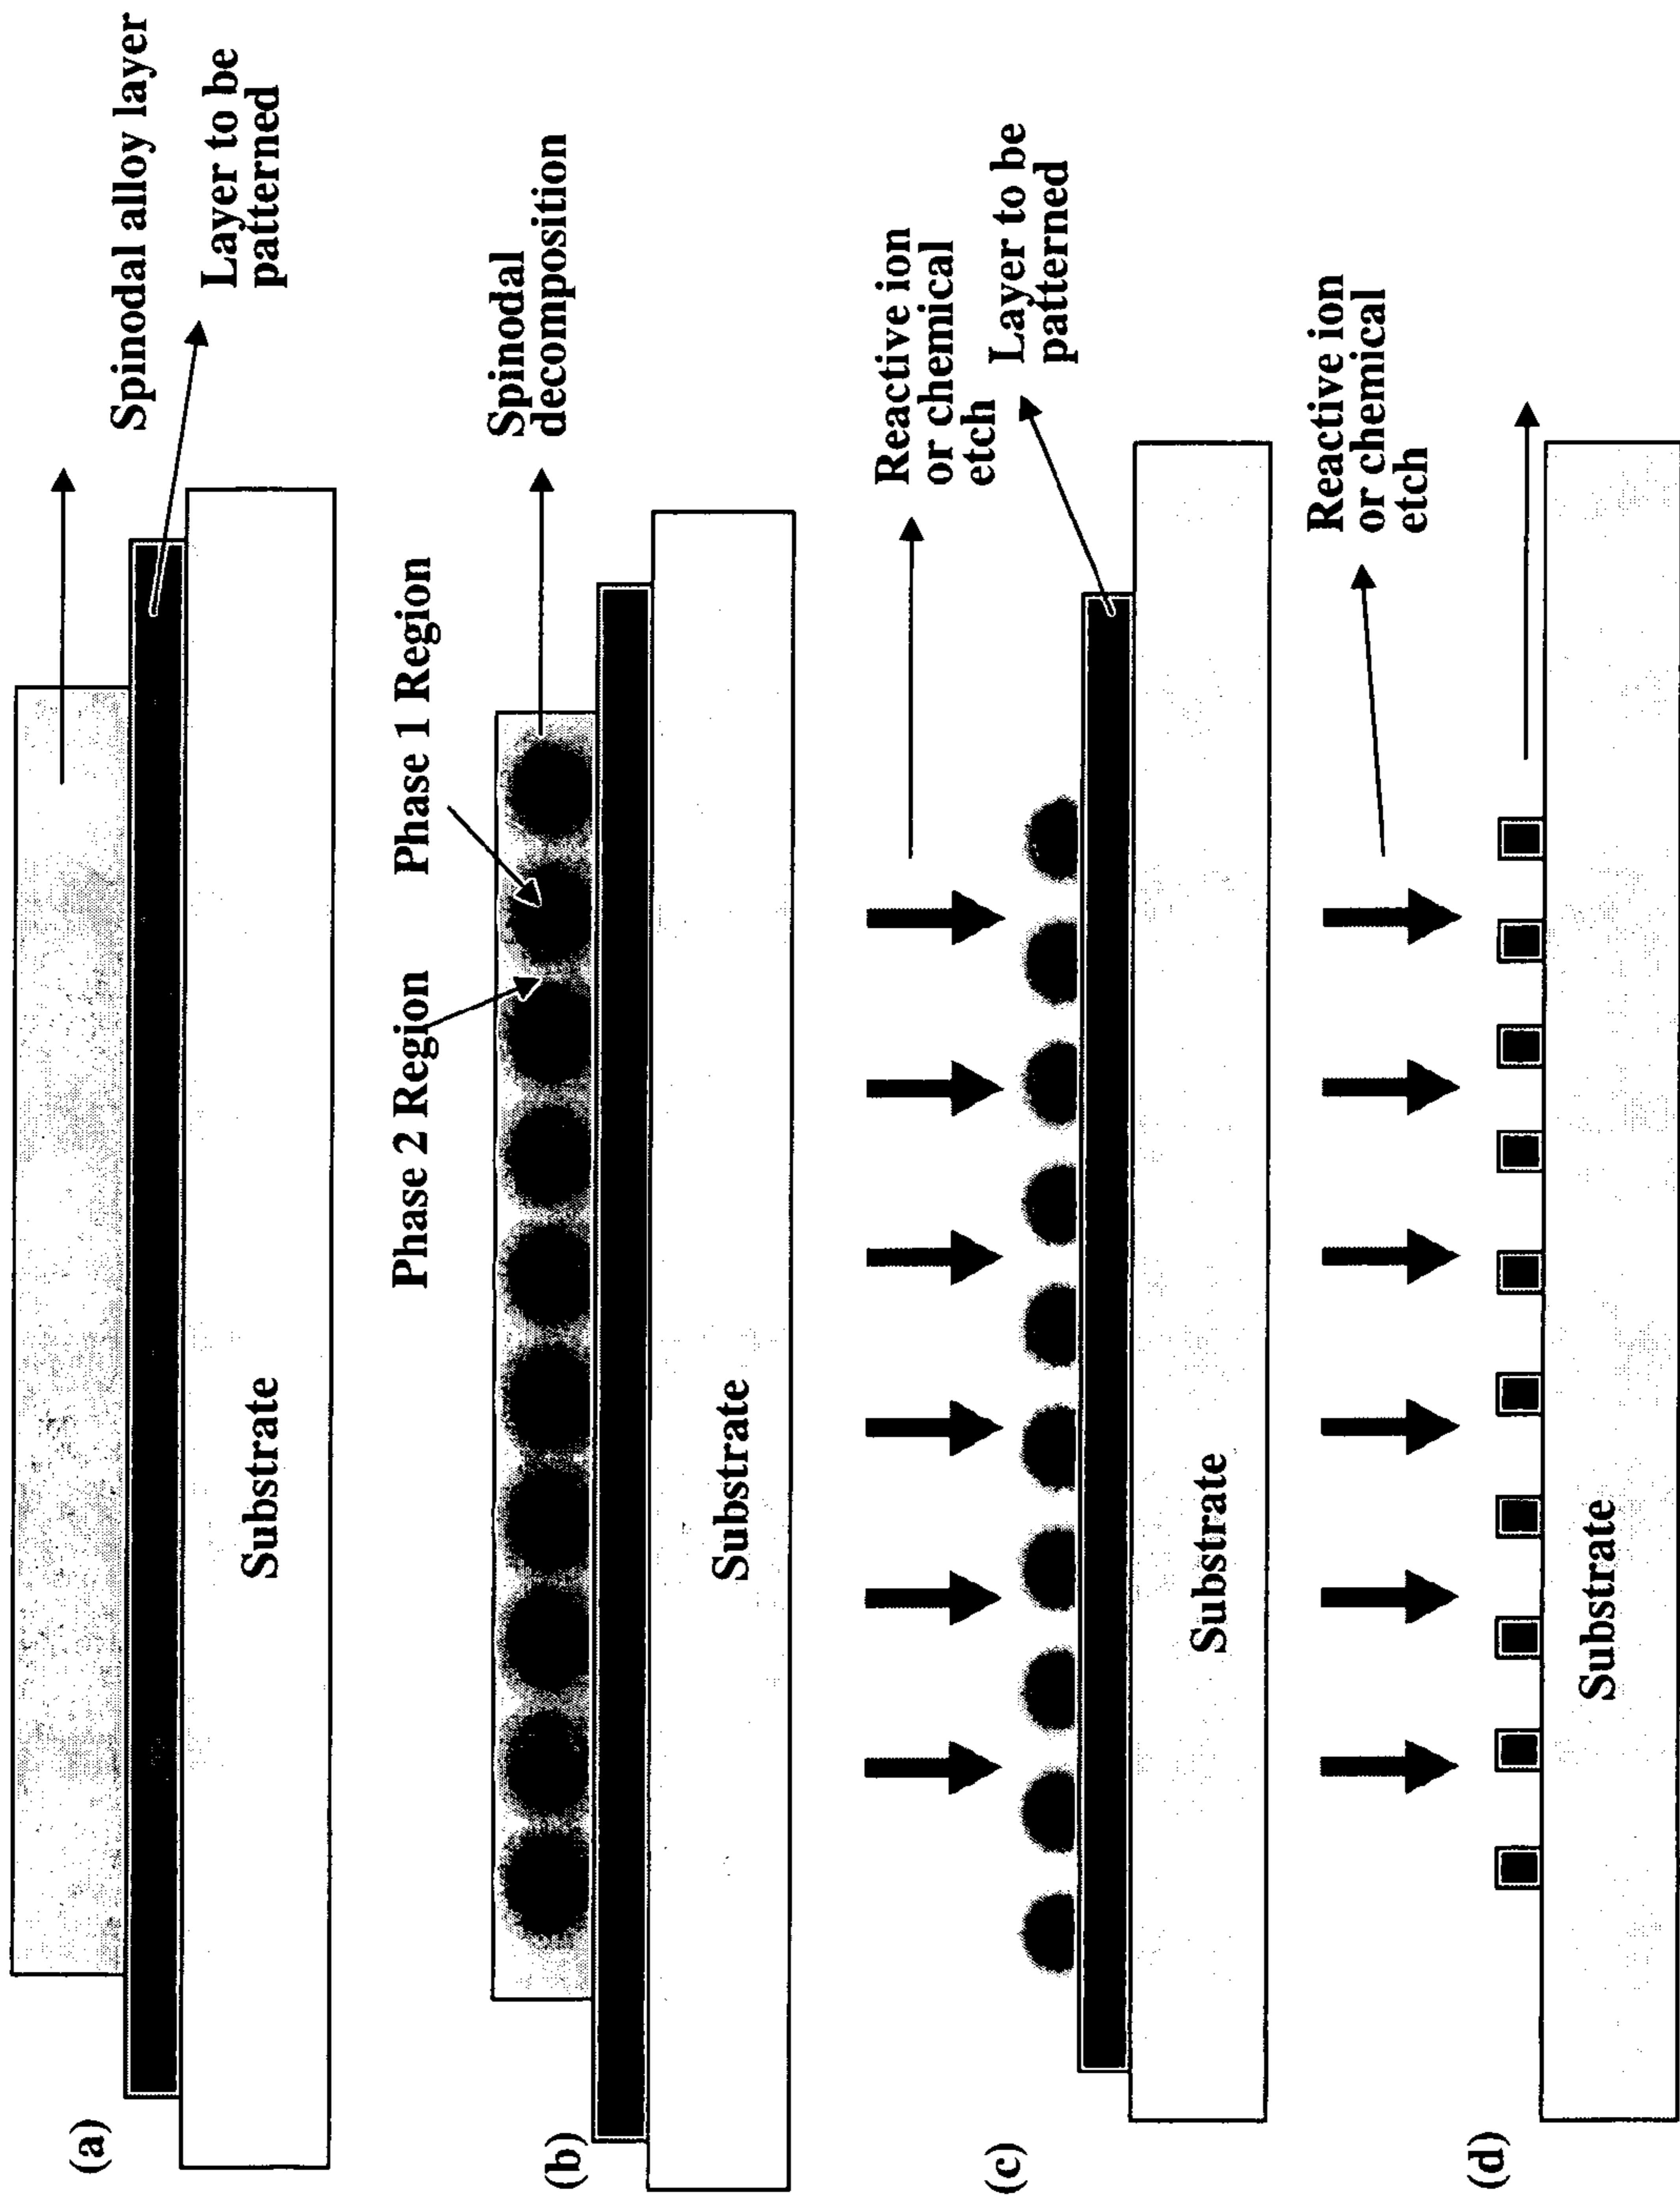 (a)
Spinodal alloy layer
Layer to be
patterned
Substrate
(b)
Phase 2 Region
Phase 1 Region
Spinodal
decomposition
Substrate
(c)
Reactive ion
or chemical
etch
Layer to be
patterned
Substrate
(d)
Reactive ion
or chemical
etch
Substrate